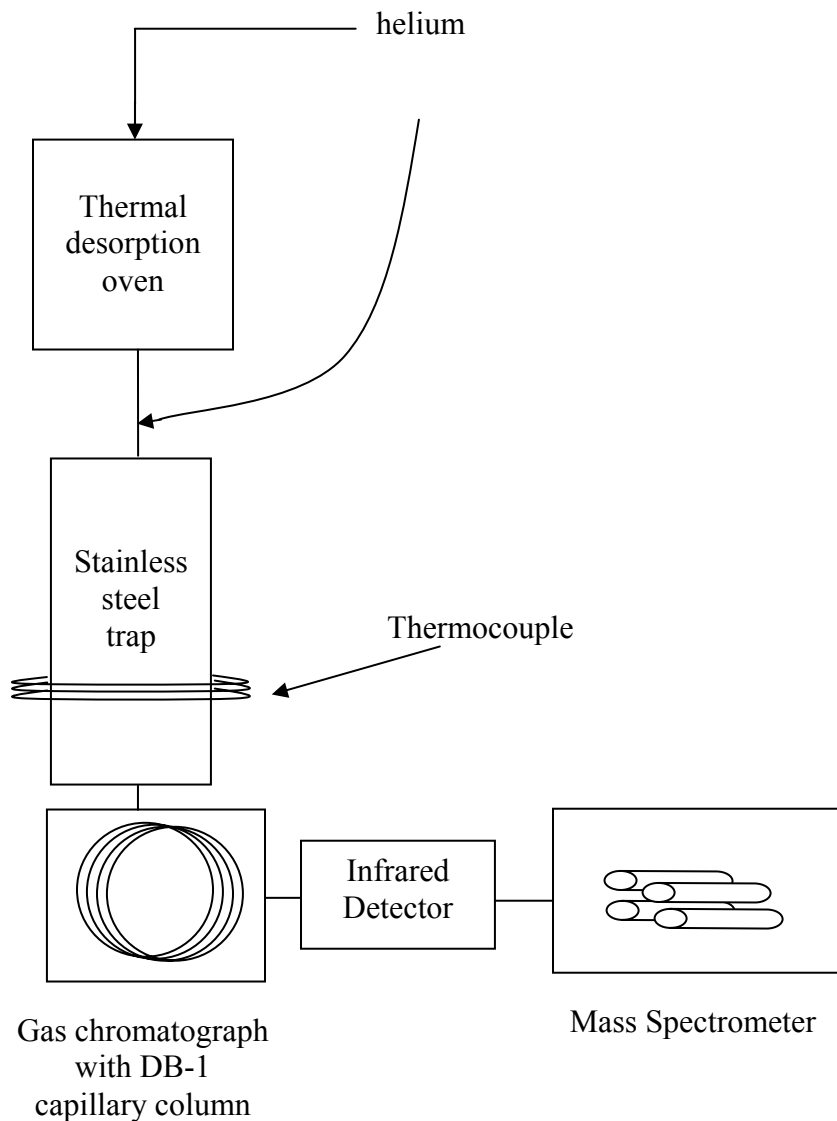 helium
Thermal
desorption
oven
Stainless
steel
trap
Thermocouple
Infrared
Detector
Gas chromatograph
with DB-1
capillary column
Mass Spectrometer